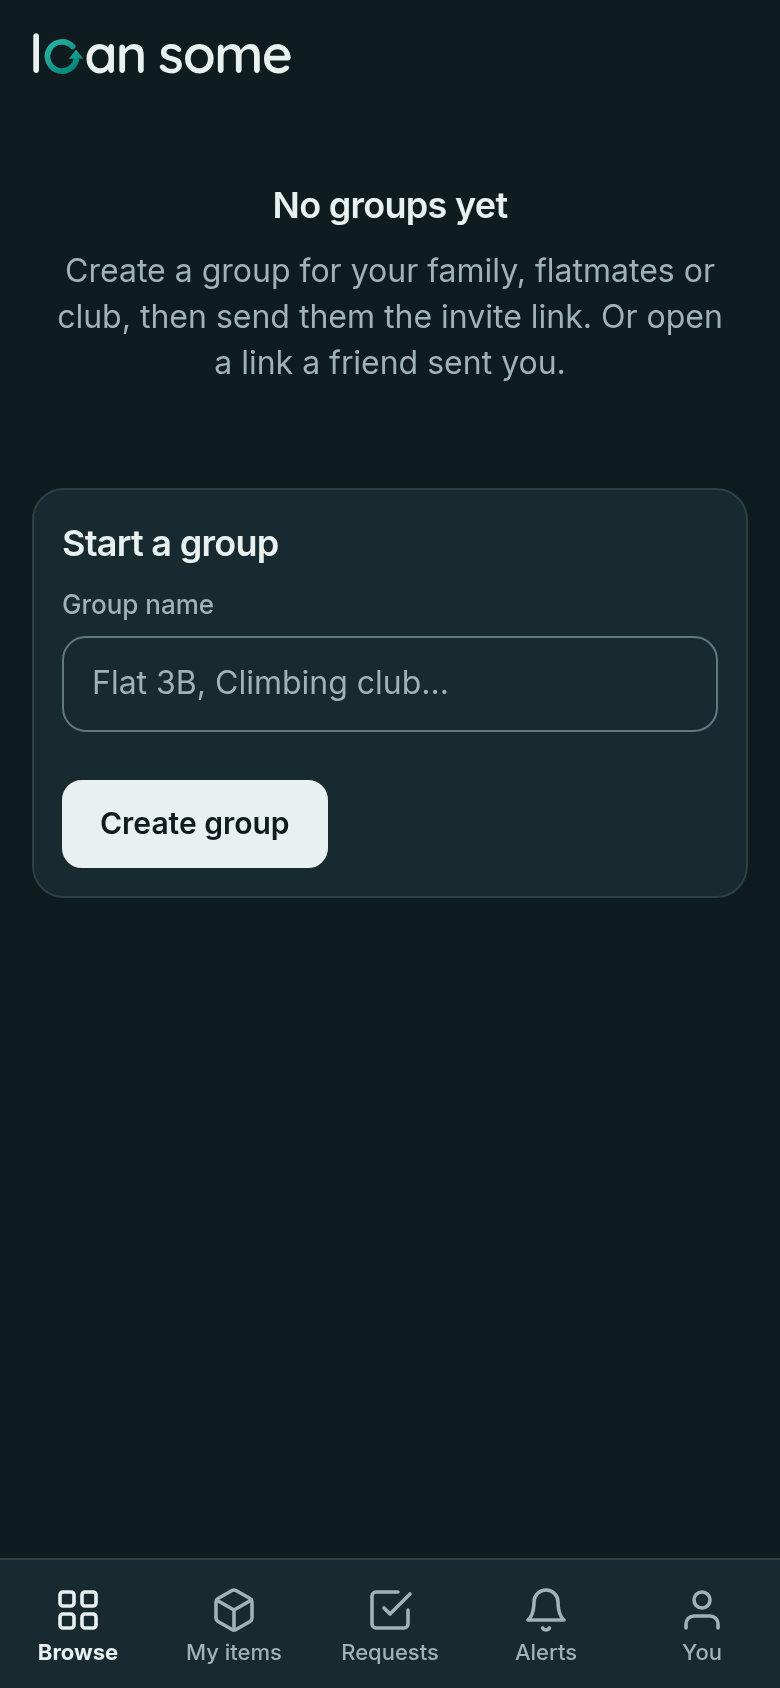 loan some
No groups yet
Create a group for your family, flatmates or
club, then send them the invite link. Or open
a link a friend sent you.
Start a group
Group name
Flat 3B, Climbing club...
Create group
Browse
My items
Requests
Alerts
You